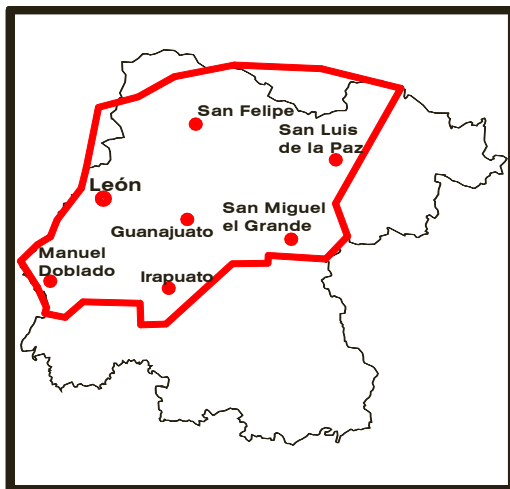 San Felipe
San Luis
de la Paz
León
San Miguel
el Grande
Guanajuato
Manuel
Doblado
Irapuato